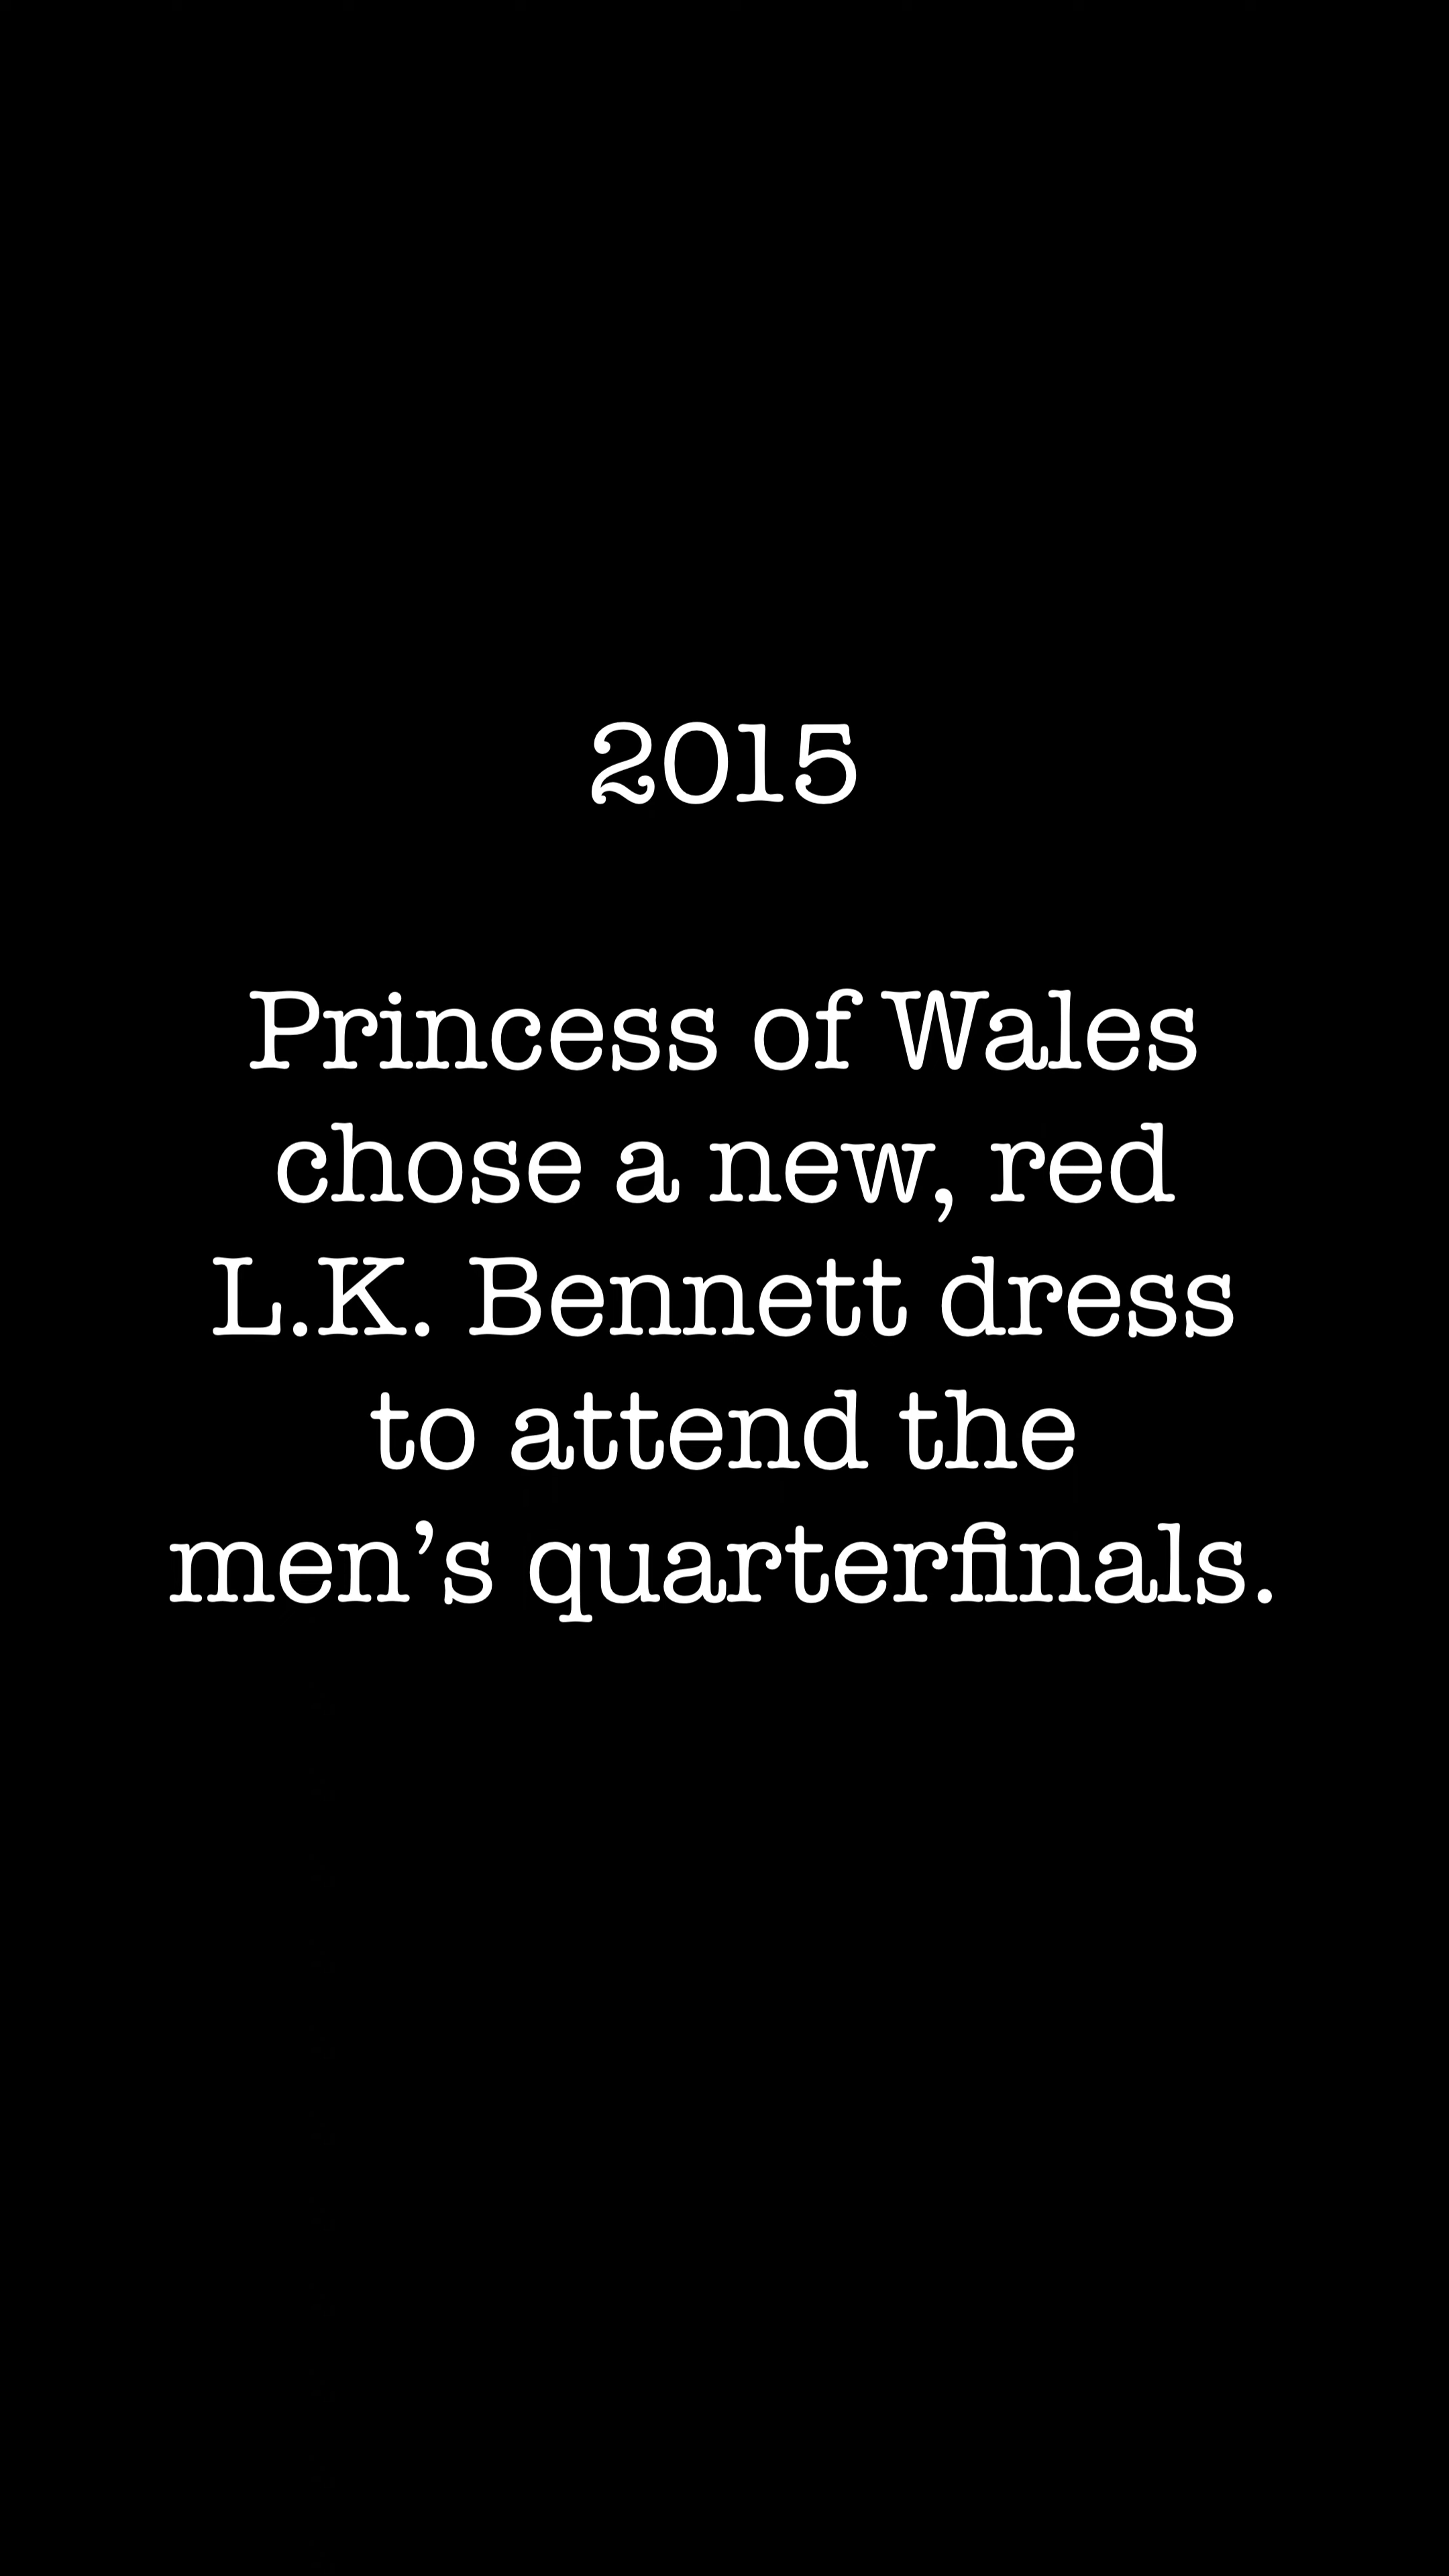 2015
Princess of Wales
chose a new, red
L.K. Bennett dress
to attend the
men’s quarterfinals.